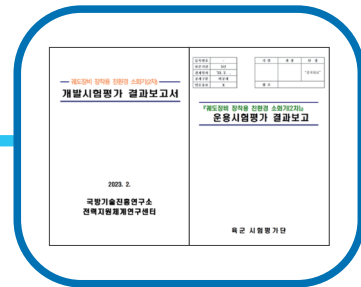 궤도장비 장착용 친환경 소화기(2차)
개발시험평가 결과보고서
2023. 2.
국방기술진흥연구소
전력지원체계연구센터
『궤도장비 장착용 친환경 소화기(2차)』
운용시험평가 결과보고
육군 시험평가단